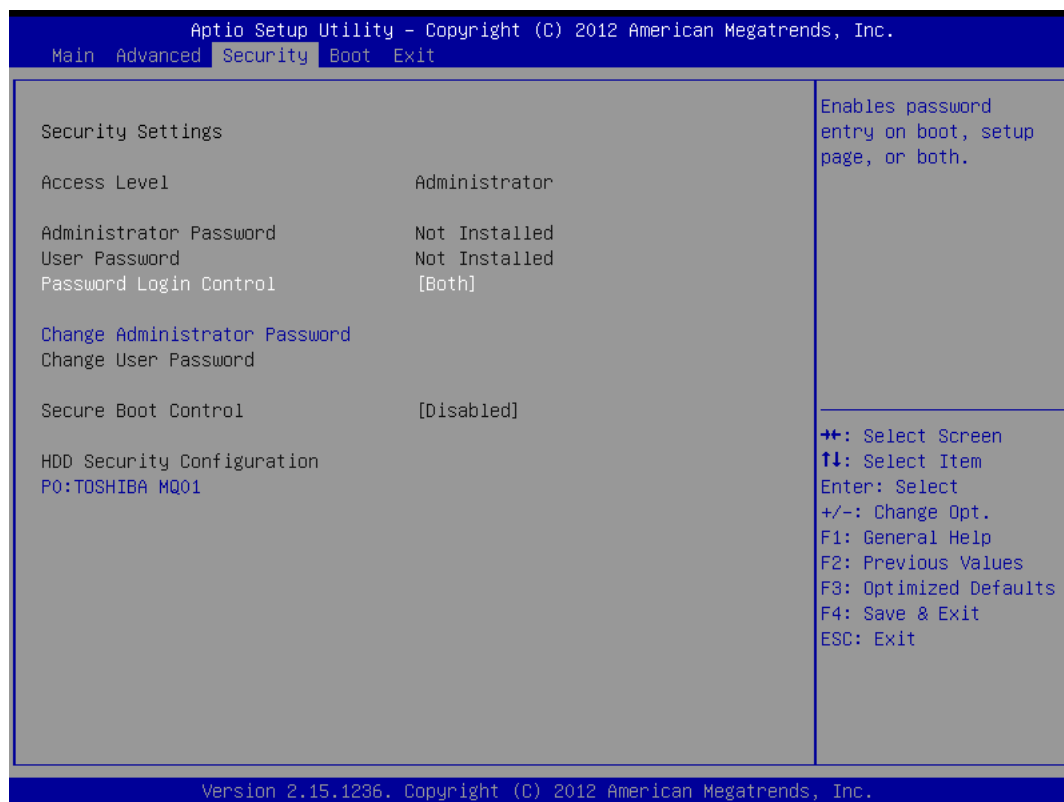 Aptio Setup Utility – Copyright (C) 2012 American Megatrends, Inc.
Main Advanced Security Boot Exit
Security Settings
Access Level Administrator
Administrator Password Not Installed
User Password Not Installed
Password Login Control [Both]
Change Administrator Password
Change User Password
Secure Boot Control [Disabled]
HDD Security Configuration
P0:TOSHIBA MQ01
Enables password
entry on boot, setup
page, or both.
→←: Select Screen
↑↓: Select Item
Enter: Select
+/-: Change Opt.
F1: General Help
F2: Previous Values
F3: Optimized Defaults
F4: Save & Exit
ESC: Exit
Version 2.15.1236. Copyright (C) 2012 American Megatrends, Inc.